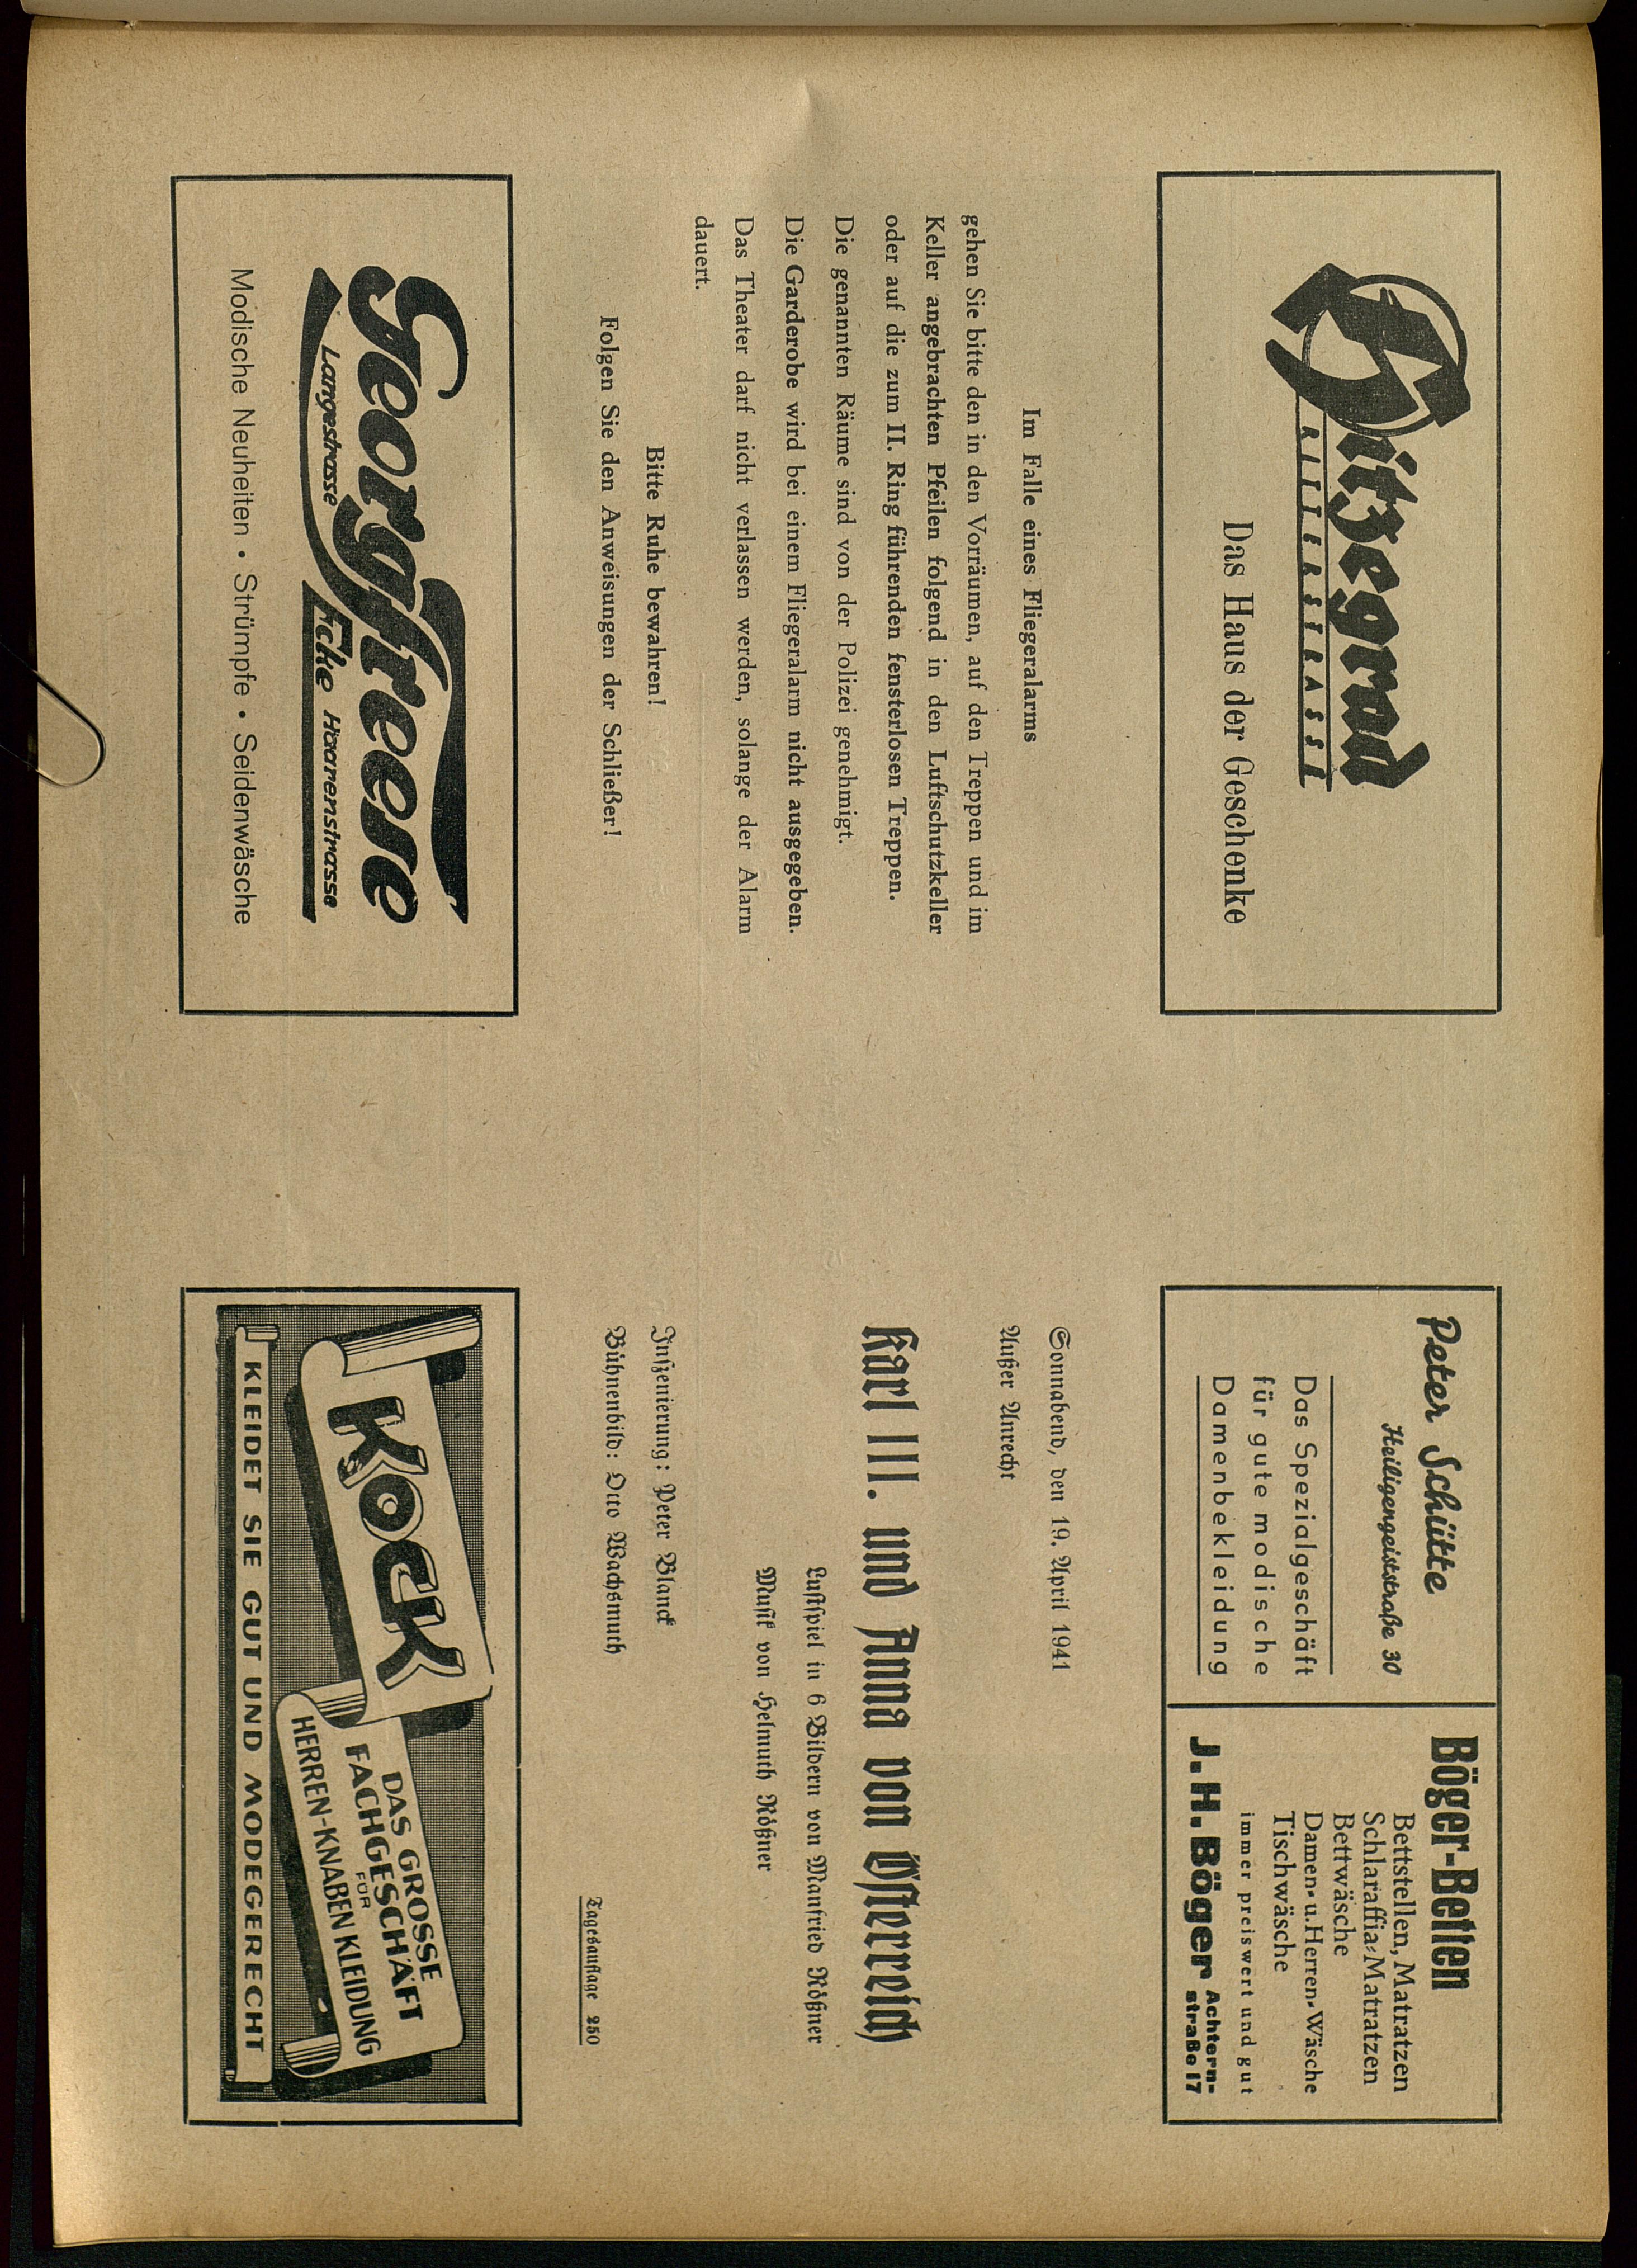 Hitzegrad
RITTERSTRASSE
Das Haus der Geschenke
Im Falle eines Fliegeralarms
gehen Sie bitte den in den Vorräumen, auf den Treppen und im
Keller angebrachten Pfeilen folgend in den Luftschutzkeller
oder auf die zum II. Ring führenden fensterlosen Treppen.
Die genannten Räume sind von der Polizei genehmigt.
Die Garderobe wird bei einem Fliegeralarm nicht ausgegeben.
Das Theater darf nicht verlassen werden, solange der Alarm
dauert.
Bitte Ruhe bewahren!
Folgen Sie den Anweisungen der Schließer!
Georg Freese
Langestrasse Ecke Haarenstrasse
Modische Neuheiten • Strümpfe • Seidenwäsche
Peter Schütte
Heiligengeiststraße 30
Das Spezialgeschäft
für gute modische
Damenbekleidung
Böger-Betten
Bettstellen, Matratzen
Schlaraffia-Matratzen
Bettwäsche
Damen- u. Herren-Wäsche
Tischwäsche
immer preiswert und gut
J. H. Böger Achtern-
straße 17
Sonnabend, den 19. April 1941
Außer Anrecht
Karl III. und Anna von Österreich
Lustspiel in 6 Bildern von Manfried Rößner
Musik von Helmuth Rößner
Inszenierung: Peter Blanck
Bühnenbild: Otto Wachsmuth
Tagesauflage 250
KOCK
DAS GROSSE
FACHGESCHÄFT
FÜR
HERREN-KNABEN KLEIDUNG
KLEIDET SIE GUT UND MODEGERECHT